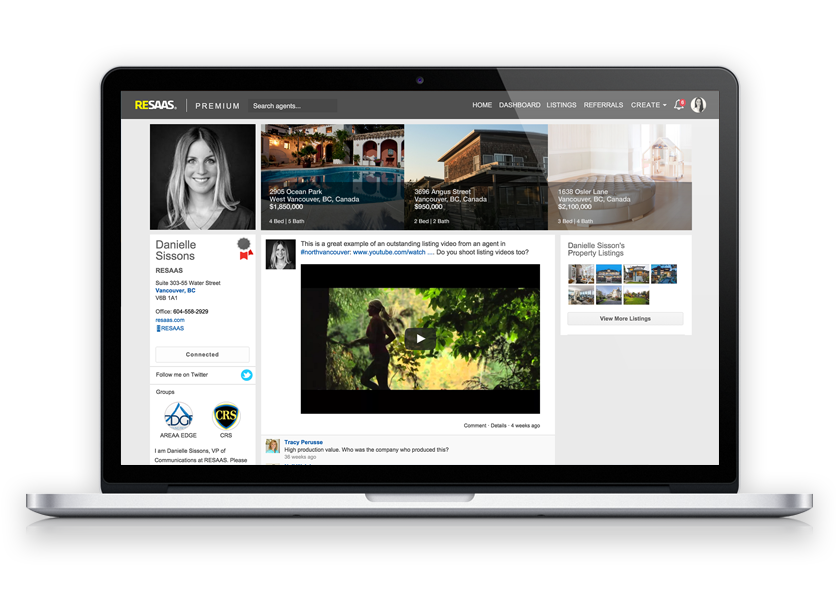 RESAAS. PREMIUM Search agents... HOME DASHBOARD LISTINGS REFERRALS CREATE
2905 Ocean Park
West Vancouver, BC, Canada
$1,850,000
4 Bed | 5 Bath
3696 Angus Street
Vancouver, BC, Canada
$950,000
2 Bed | 2 Bath
1638 Osler Lane
Vancouver, BC, Canada
$2,100,000
3 Bed | 4 Bath
Danielle
Sissons
RESAAS
Suite 303-55 Water Street
Vancouver, BC
V6B 1A1
Office: 604-558-2929
resaas.com
RESAAS
Connected
Follow me on Twitter
Groups
AREAA EDGE
CRS
CRS
I am Danielle Sissons, VP of
Communications at RESAAS. Please
This is a great example of an outstanding listing video from an agent in
#northvancouver: www.youtube.com/watch .... Do you shoot listing videos too?
Comment · Details · 4 weeks ago
Tracy Perusse
High production value. Who was the company who produced this?
38 weeks ago
Danielle Sisson's
Property Listings
View More Listings